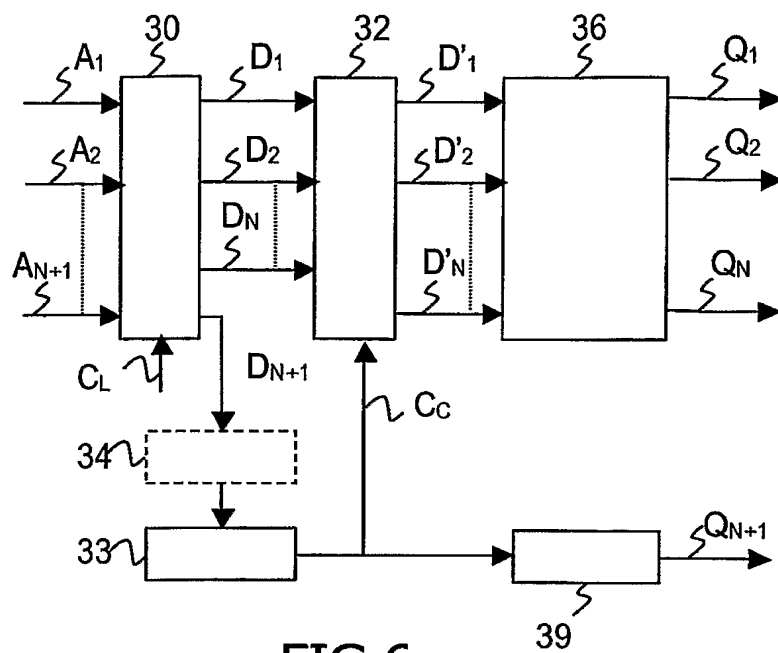 30 32 36
A1 D1 D'1 Q1
A2 D2 D'2 Q2
DN D'N QN
AN+1
CL DN+1 CC
34
33 QN+1
39
FIG 6